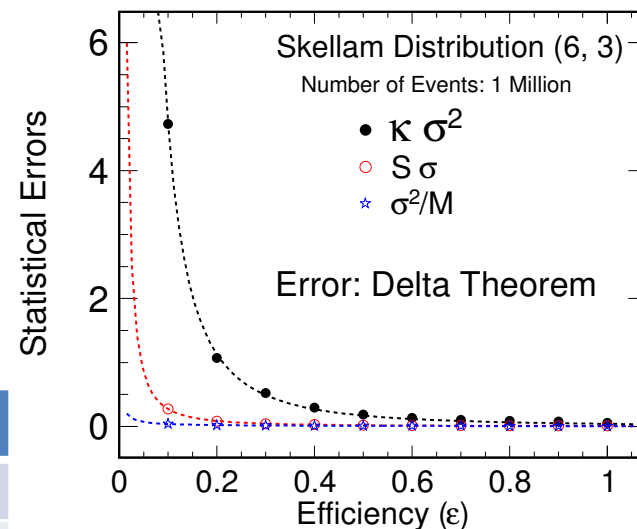 Skellam Distribution (6, 3)
Number of Events: 1 Million
κ σ²
S σ
σ²/M
Error: Delta Theorem
Statistical Errors
6
4
2
0
0 0.2 0.4 0.6 0.8 1
Efficiency (ε)